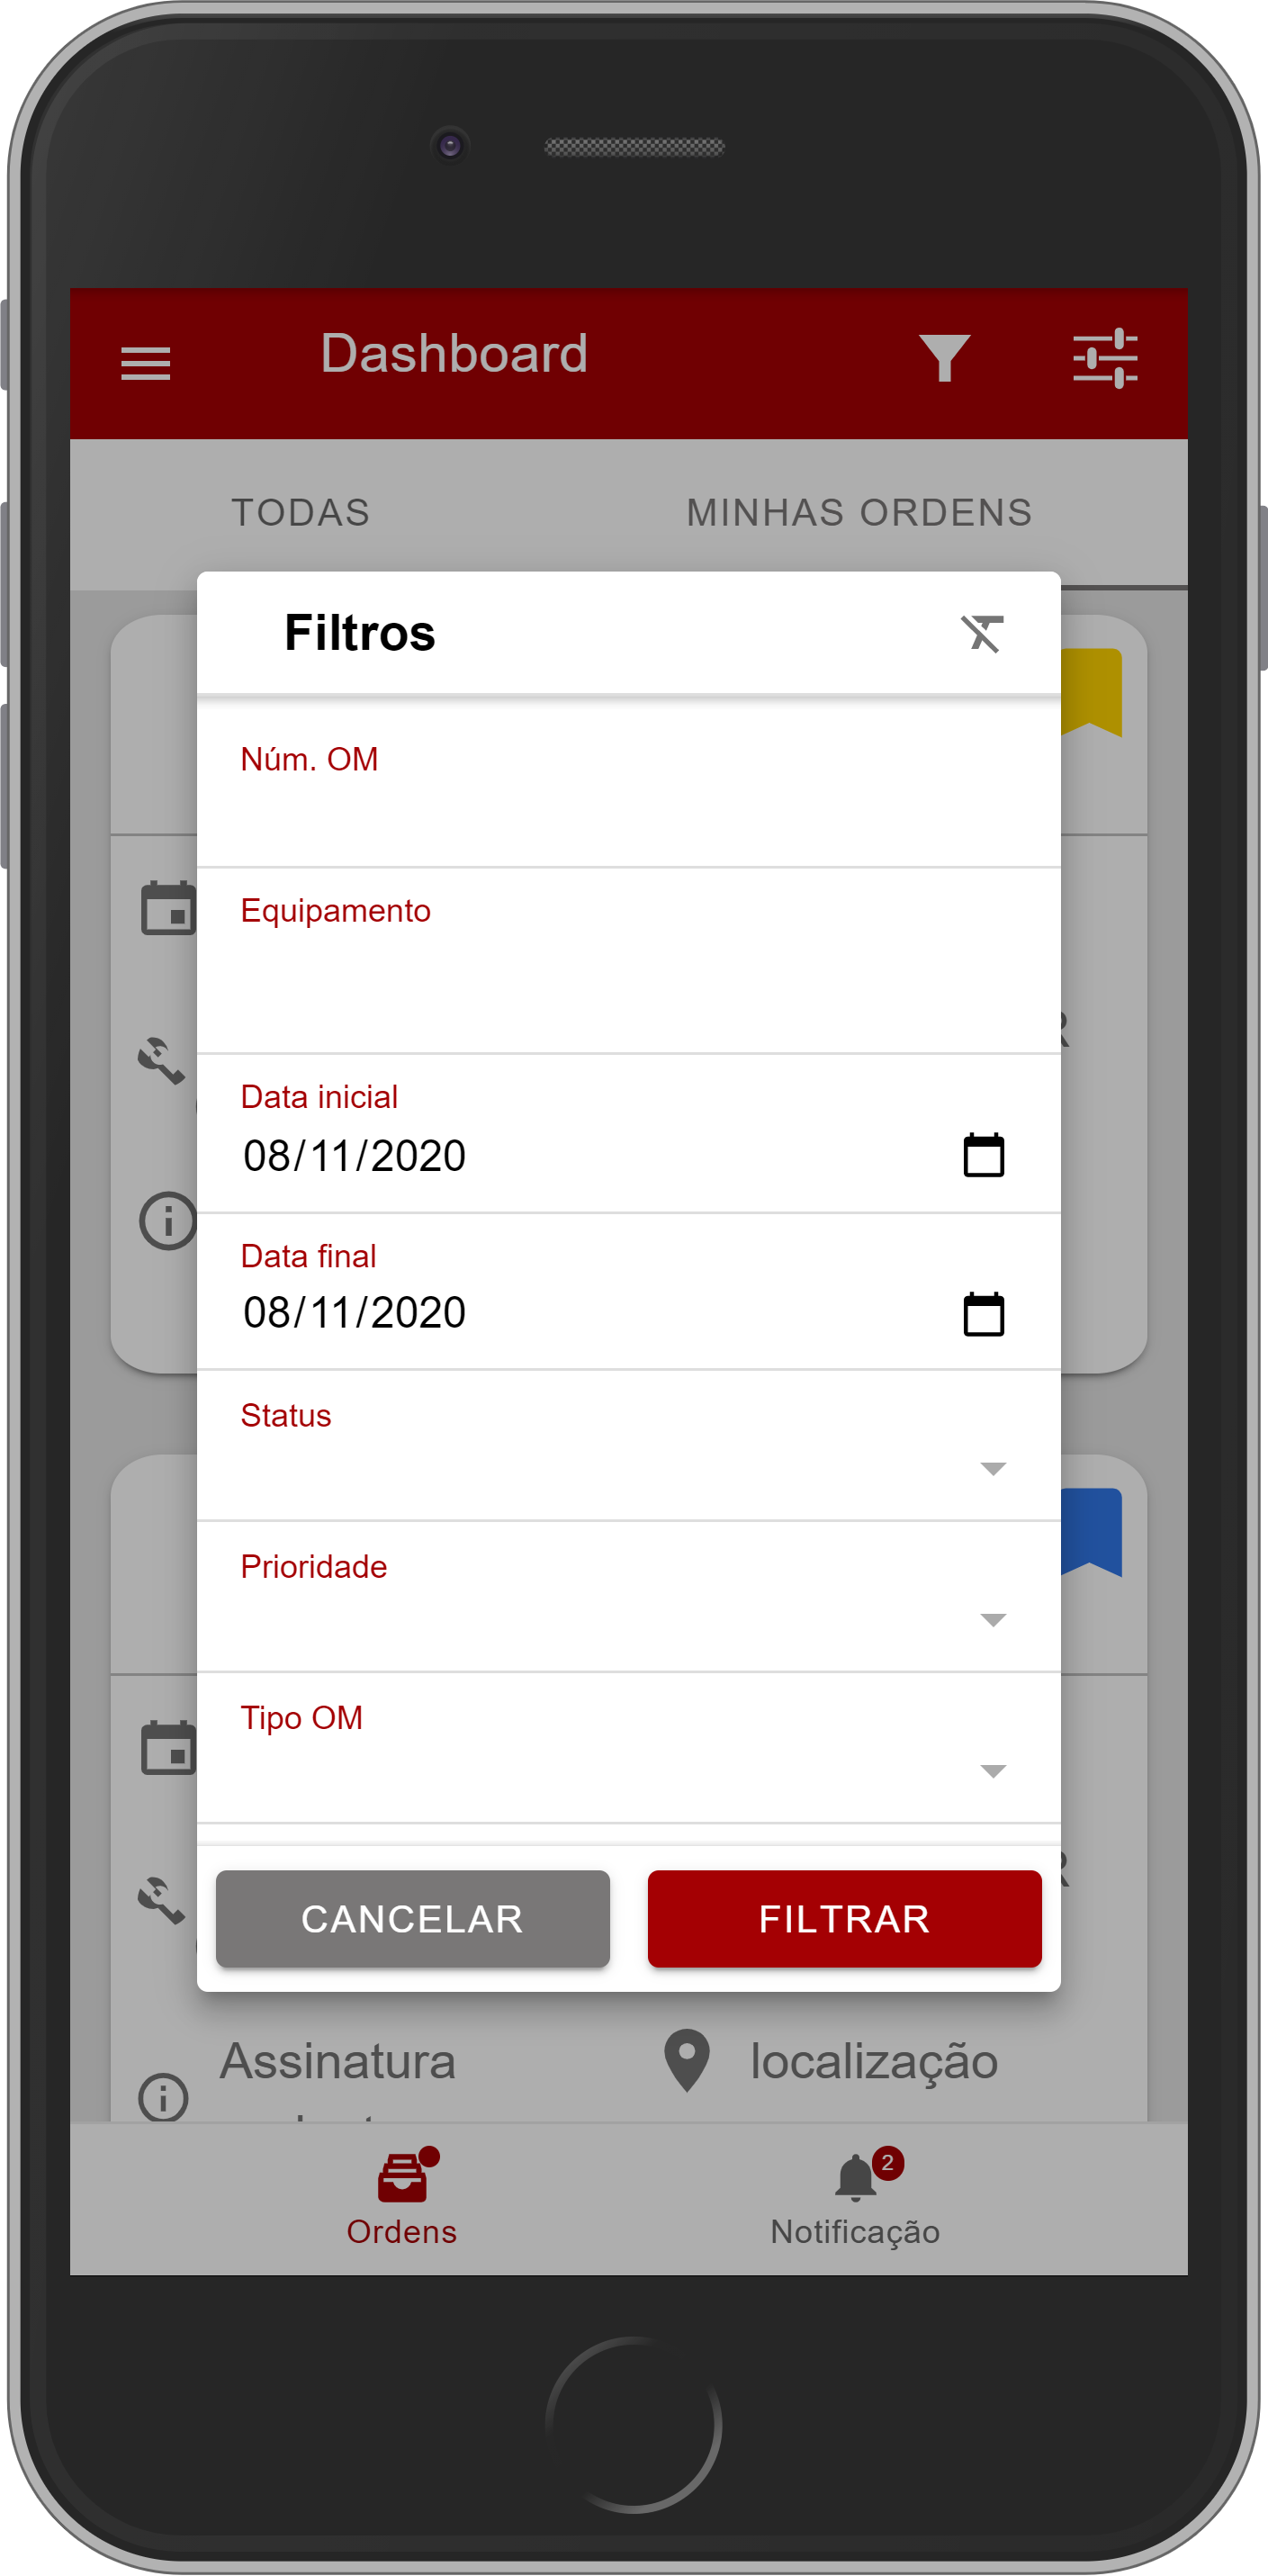 Dashboard
TODAS MINHAS ORDENS
Filtros
Núm. OM
Equipamento
Data inicial
08/11/2020
Data final
08/11/2020
Status
Prioridade
Tipo OM
CANCELAR FILTRAR
Assinatura localização
2
Ordens Notificação